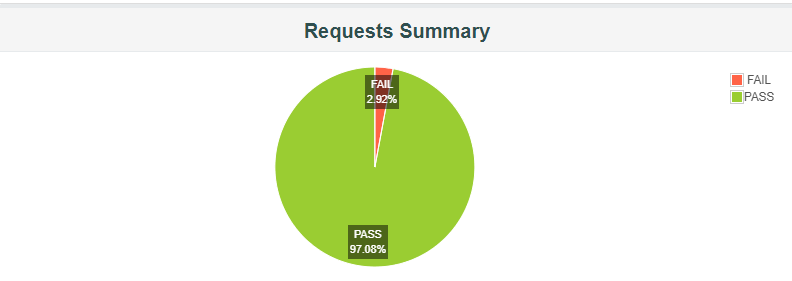 Requests Summary
FAIL
2.92%
FAIL
PASS
PASS
97.08%